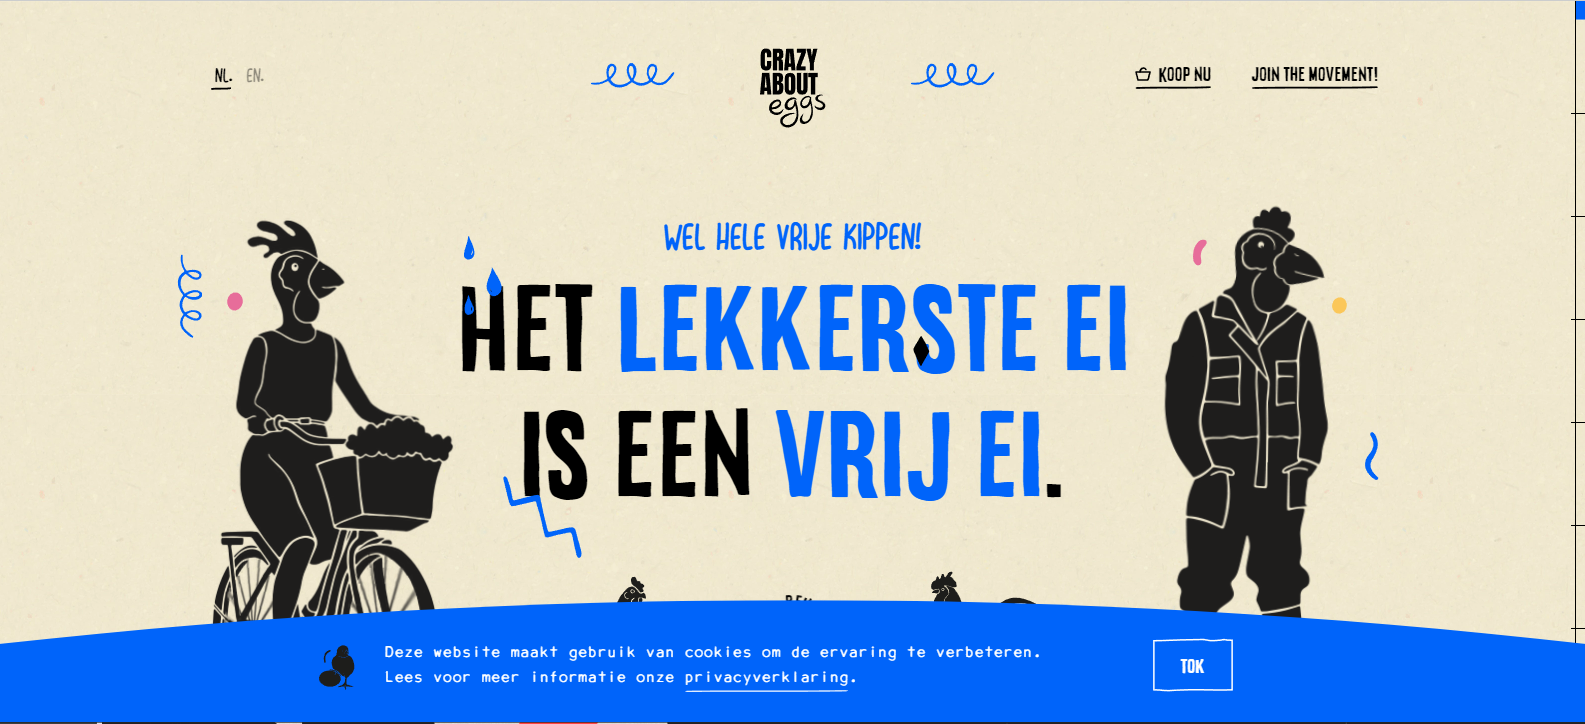 NL. EN.
CRAZY
ABOUT
eggs
KOOP NU
JOIN THE MOVEMENT!
WEL HELE VRIJE KIPPEN!
HET LEKKERSTE EI
IS EEN VRIJ EI.
Deze website maakt gebruik van cookies om de ervaring te verbeteren.
Lees voor meer informatie onze privacyverklaring.
TOK